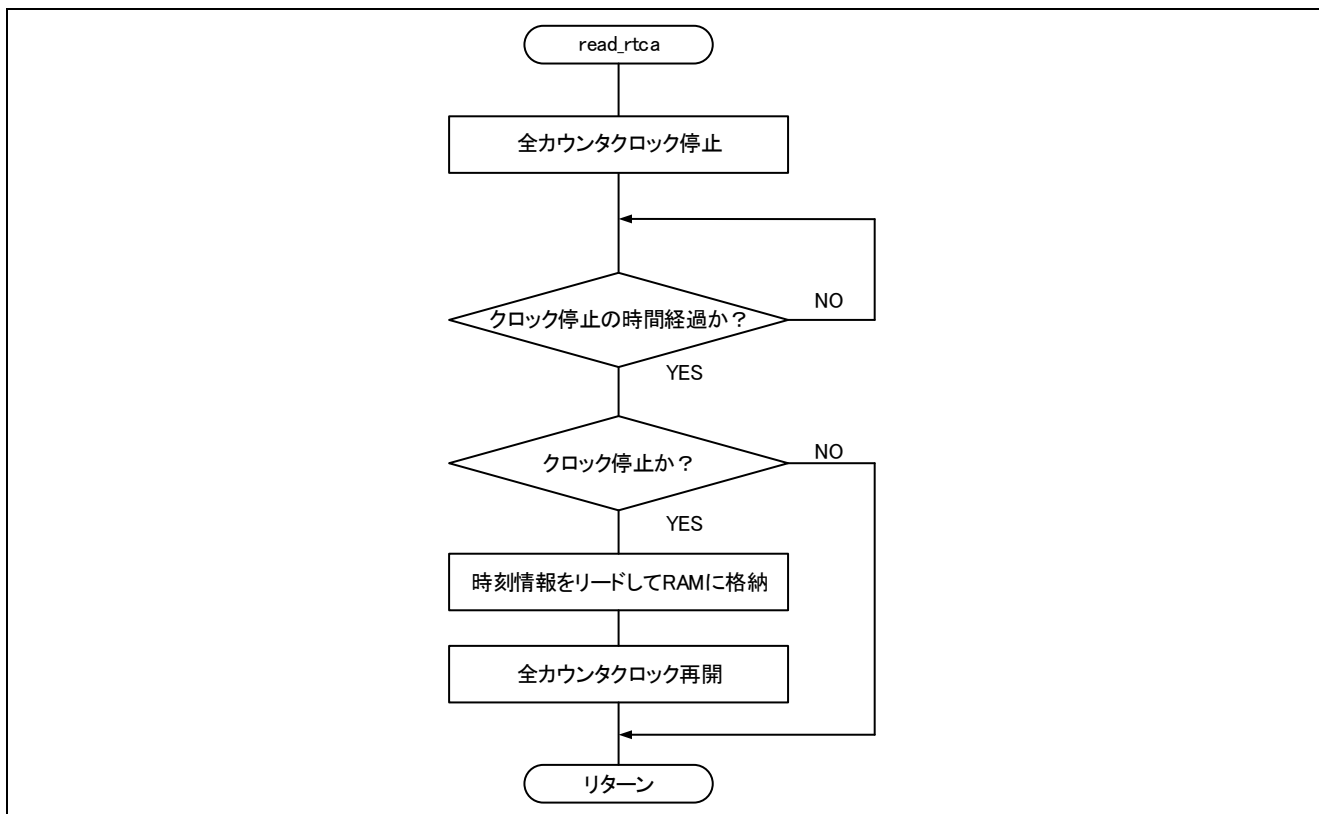 read_rtca
全カウンタクロック停止
クロック停止の時間経過か？
NO
YES
クロック停止か？
NO
YES
時刻情報をリードしてRAMに格納
全カウンタクロック再開
リターン